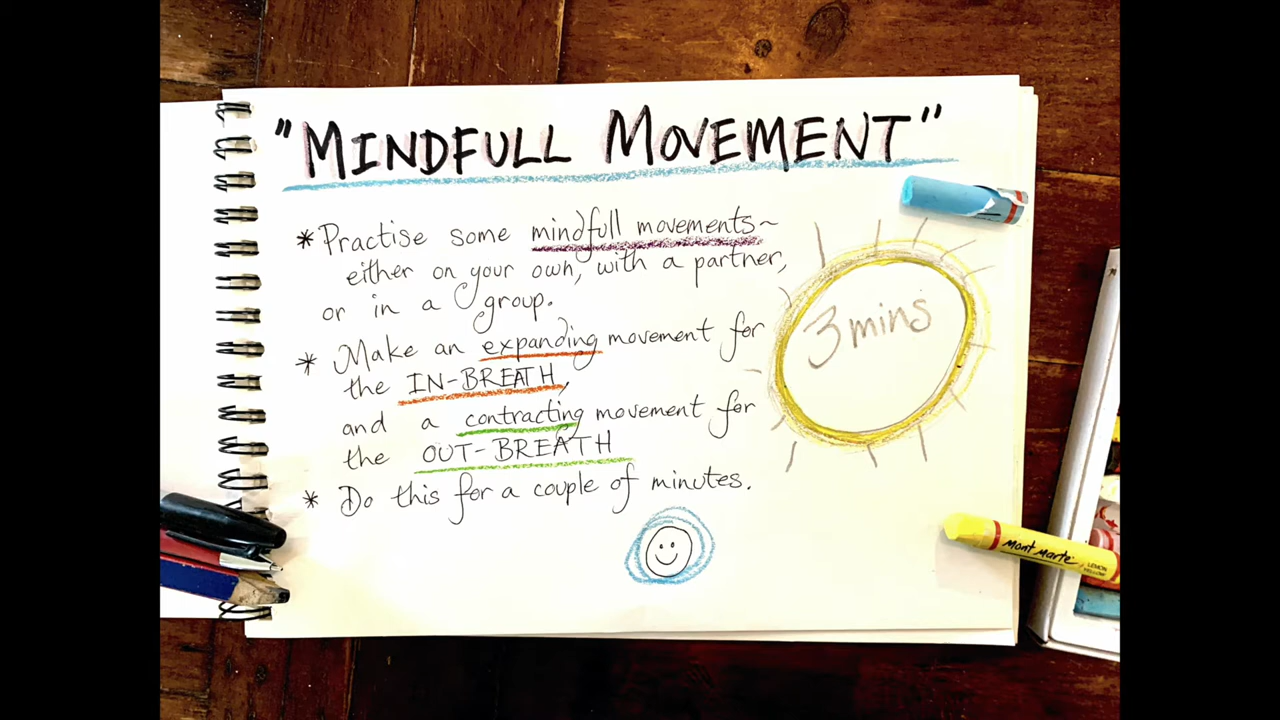 "MINDFULL MOVEMENT"
* Practise some mindfull movements~
either on your own, with a partner,
or in a group.
* Make an expanding movement for
the IN-BREATH,
and a contracting movement for
the OUT-BREATH
* Do this for a couple of minutes.
3 mins
mont marte
LEMON
YELLOW